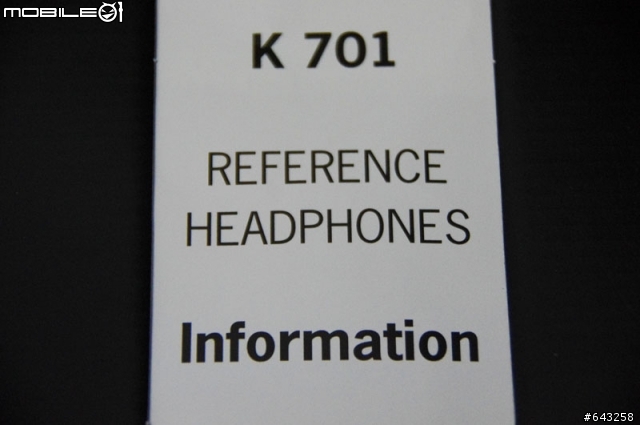 MOBILE01
K 701
REFERENCE
HEADPHONES
Information
#643258